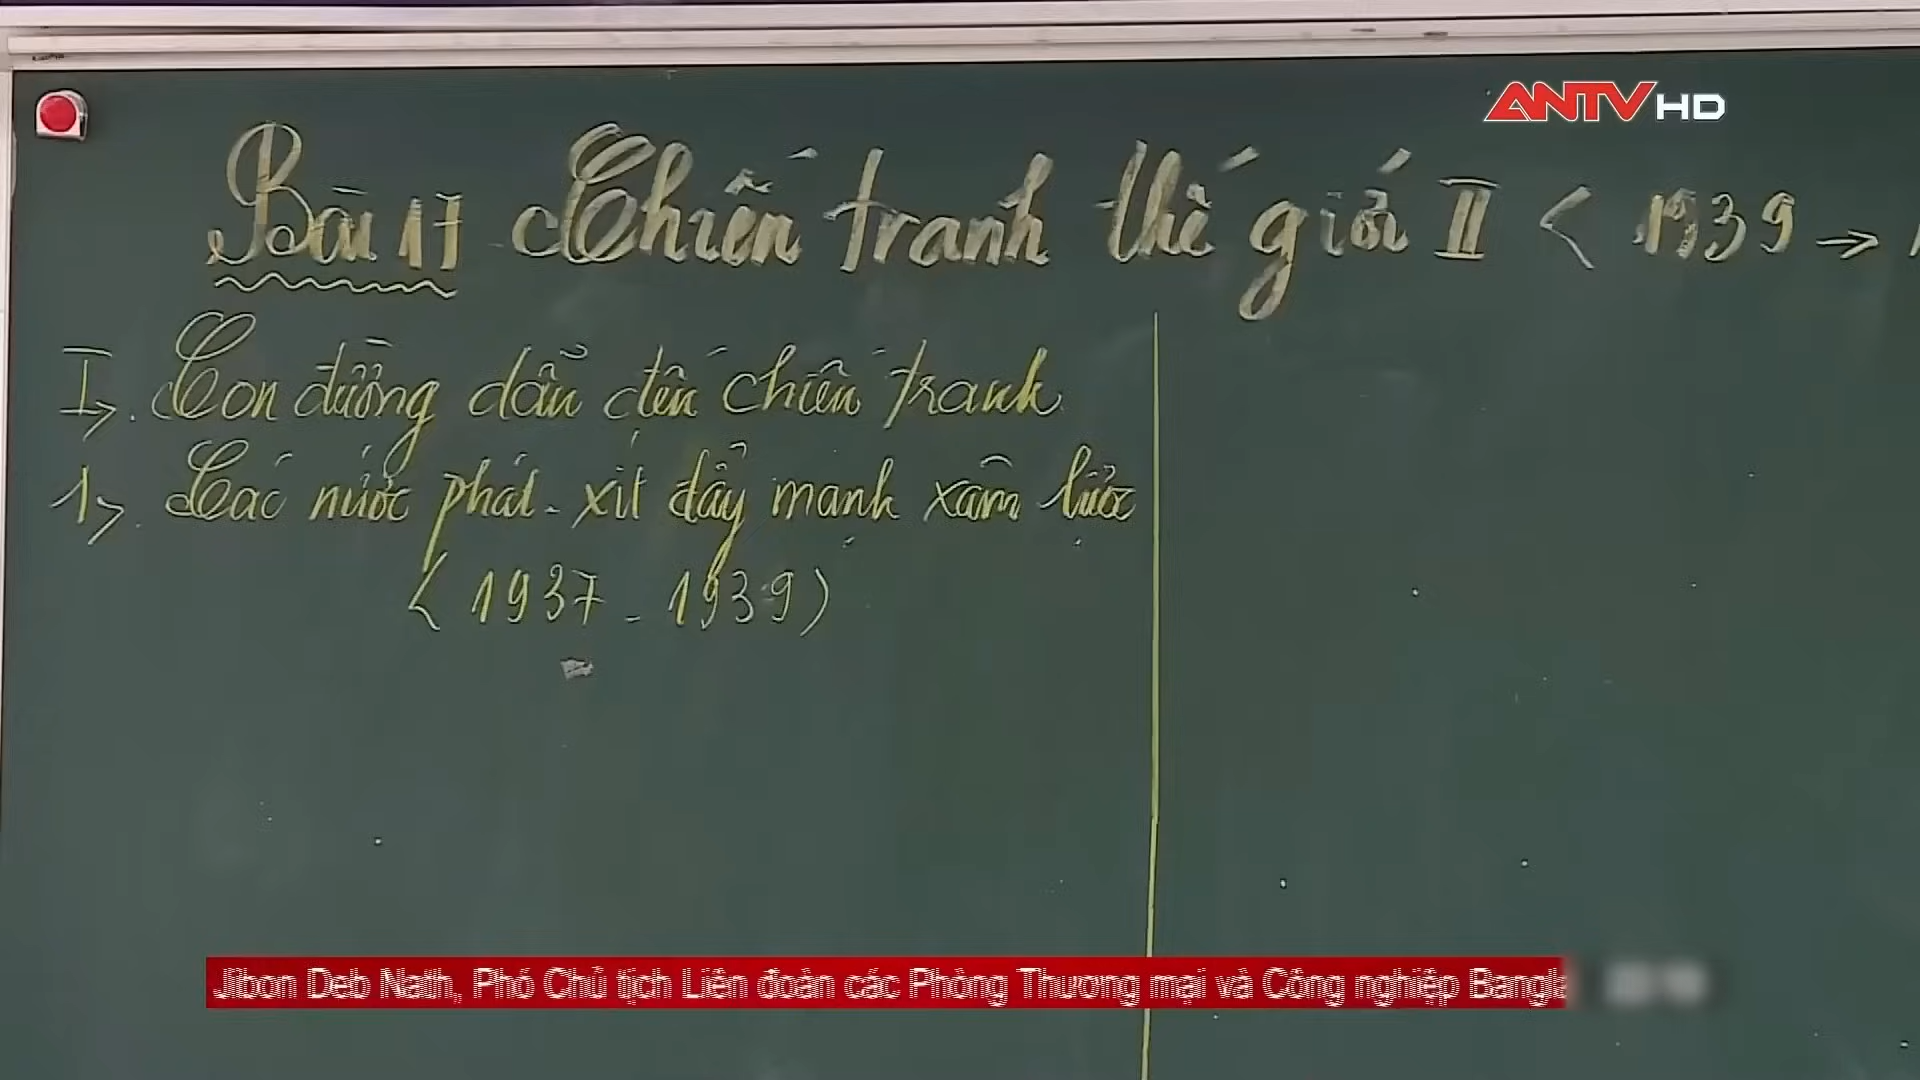 ANTV HD
Bài 17 Chiến tranh thế giới II < 1939 →
I>. Con đường dẫn đến chiến tranh
1>. Các nước phát-xít đẩy mạnh xâm lược
< 1937 - 1939 )
Jibon Deb Nath, Phó Chủ tịch Liên đoàn các Phòng Thương mại và Công nghiệp Bangla